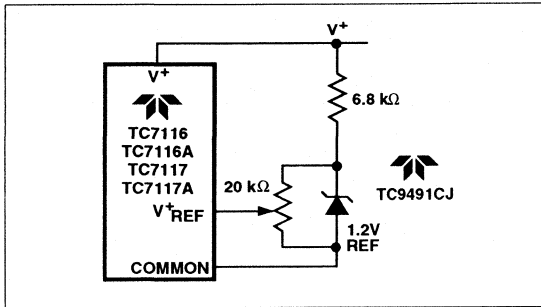 V+
V+
6.8 kΩ
TC7116
TC7116A
TC7117
TC7117A
20 kΩ
TC9491CJ
V+REF
1.2V
REF
COMMON